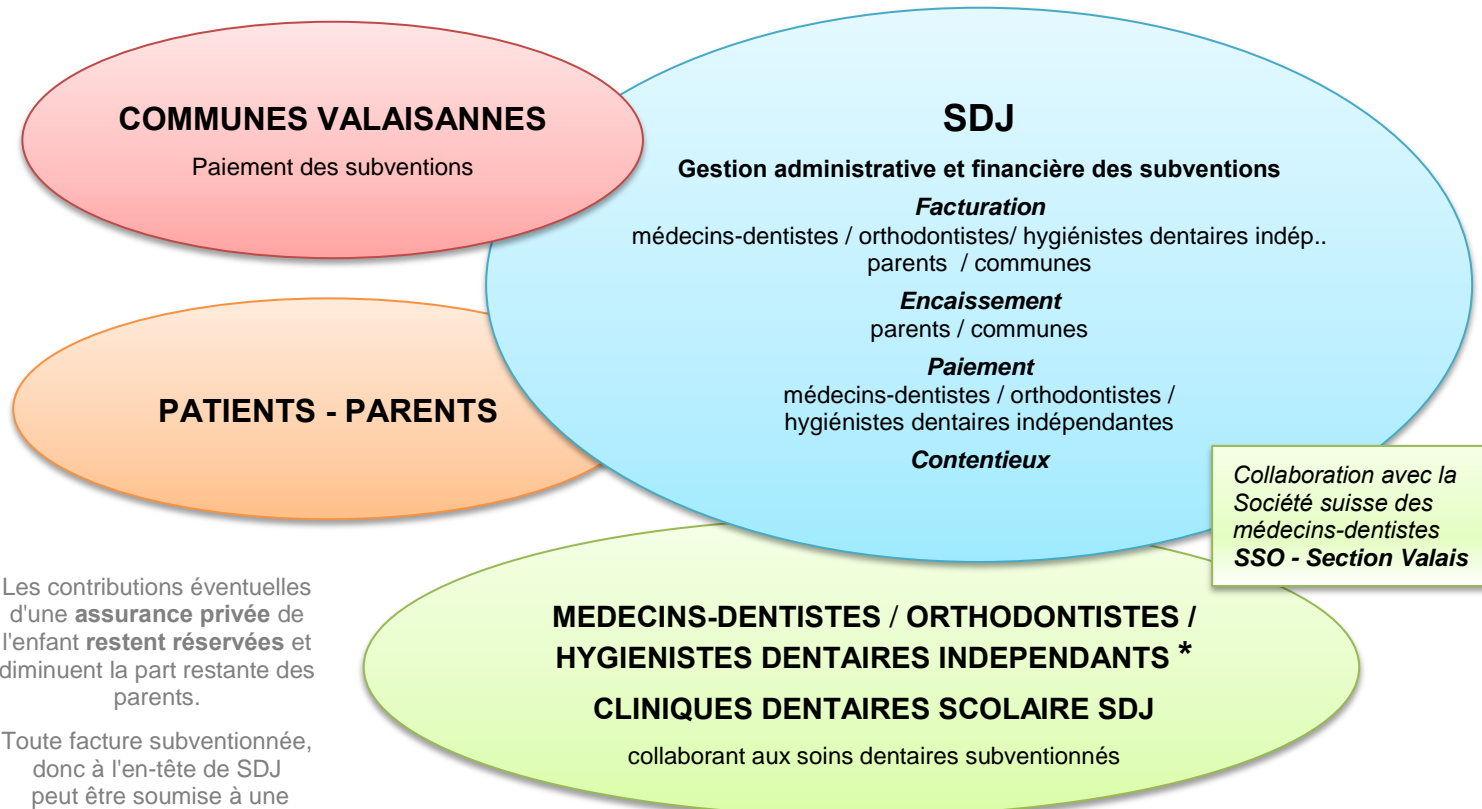 COMMUNES VALAISANNES
Paiement des subventions
SDJ
Gestion administrative et financière des subventions
Facturation
médecins-dentistes / orthodontistes/ hygiénistes dentaires indép..
parents / communes
Encaissement
parents / communes
Paiement
médecins-dentistes / orthodontistes /
hygiénistes dentaires indépendantes
Contentieux
PATIENTS - PARENTS
Collaboration avec la
Société suisse des
médecins-dentistes
SSO - Section Valais
Les contributions éventuelles
d'une assurance privée de
l'enfant restent réservées et
diminuent la part restante des
parents.
Toute facture subventionnée,
donc à l'en-tête de SDJ
peut être soumise à une
MEDECINS-DENTISTES / ORTHODONTISTES /
HYGIENISTES DENTAIRES INDEPENDANTS *
CLINIQUES DENTAIRES SCOLAIRE SDJ
collaborant aux soins dentaires subventionnés